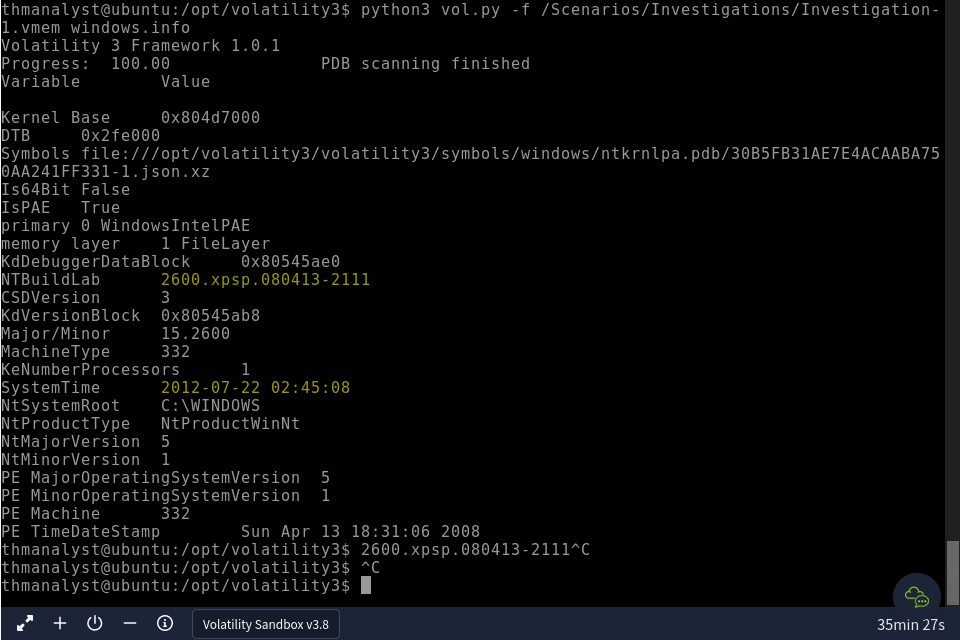 thmanalyst@ubuntu:/opt/volatility3$ python3 vol.py -f /Scenarios/Investigations/Investigation-
1.vmem windows.info
Volatility 3 Framework 1.0.1
Progress:  100.00               PDB scanning finished
Variable        Value

Kernel Base     0x804d7000
DTB     0x2fe000
Symbols file:///opt/volatility3/volatility3/symbols/windows/ntkrnlpa.pdb/30B5FB31AE7E4ACAABA75
0AA241FF331-1.json.xz
Is64Bit False
IsPAE   True
primary 0 WindowsIntelPAE
memory layer    1 FileLayer
KdDebuggerDataBlock     0x80545ae0
NTBuildLab      2600.xpsp.080413-2111
CSDVersion      3
KdVersionBlock  0x80545ab8
Major/Minor     15.2600
MachineType     332
KeNumberProcessors      1
SystemTime      2012-07-22 02:45:08
NtSystemRoot    C:\WINDOWS
NtProductType   NtProductWinNt
NtMajorVersion  5
NtMinorVersion  1
PE MajorOperatingSystemVersion  5
PE MinorOperatingSystemVersion  1
PE Machine      332
PE TimeDateStamp        Sun Apr 13 18:31:06 2008
thmanalyst@ubuntu:/opt/volatility3$ 2600.xpsp.080413-2111^C
thmanalyst@ubuntu:/opt/volatility3$ ^C
thmanalyst@ubuntu:/opt/volatility3$
Volatility Sandbox v3.8
35min 27s